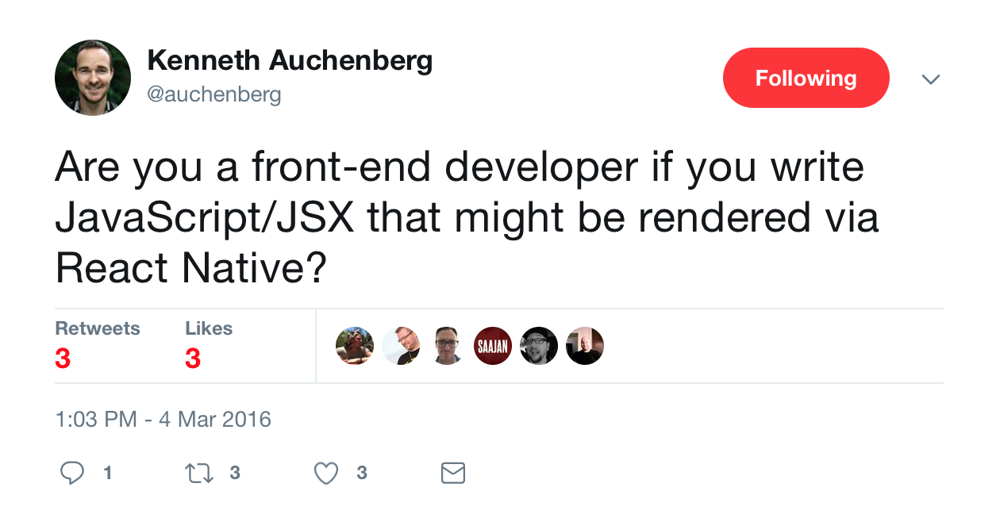 Kenneth Auchenberg
@auchenberg
Following
Are you a front-end developer if you write
JavaScript/JSX that might be rendered via
React Native?
Retweets
3
Likes
3
SAAJAN
1:03 PM - 4 Mar 2016
1
3
3